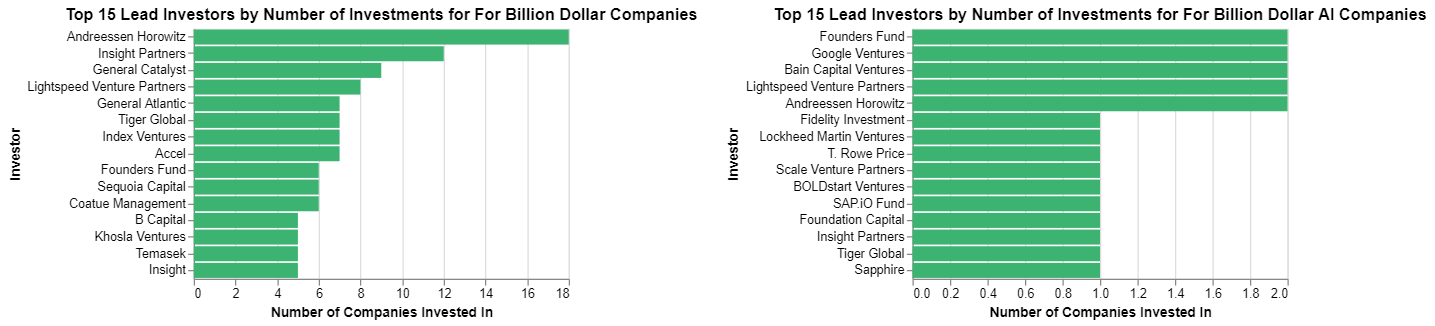 Top 15 Lead Investors by Number of Investments for For Billion Dollar Companies
Investor
Andreessen Horowitz
Insight Partners
General Catalyst
Lightspeed Venture Partners
General Atlantic
Tiger Global
Index Ventures
Accel
Founders Fund
Sequoia Capital
Coatue Management
B Capital
Khosla Ventures
Temasek
Insight
0 2 4 6 8 10 12 14 16 18
Number of Companies Invested In
Top 15 Lead Investors by Number of Investments for For Billion Dollar AI Companies
Investor
Founders Fund
Google Ventures
Bain Capital Ventures
Lightspeed Venture Partners
Andreessen Horowitz
Fidelity Investment
Lockheed Martin Ventures
T. Rowe Price
Scale Venture Partners
BOLDstart Ventures
SAP.iO Fund
Foundation Capital
Insight Partners
Tiger Global
Sapphire
0.0 0.2 0.4 0.6 0.8 1.0 1.2 1.4 1.6 1.8 2.0
Number of Companies Invested In